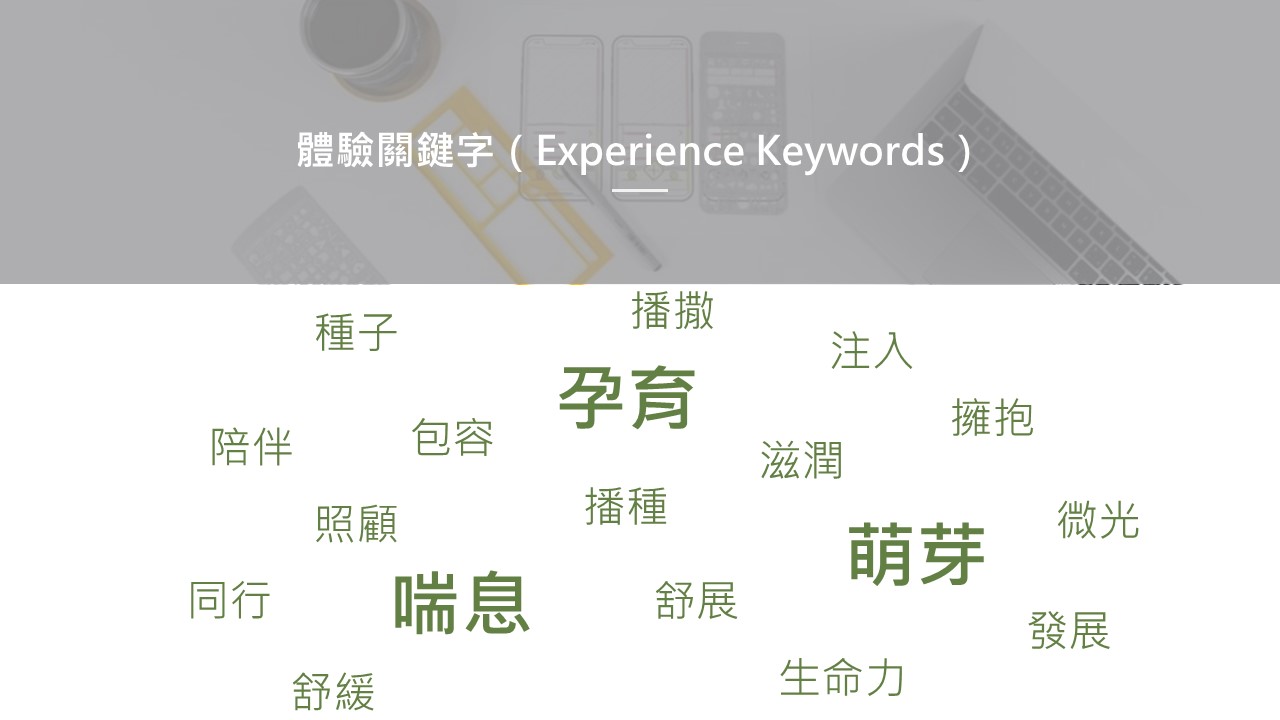 體驗關鍵字（Experience Keywords）
播撒
種子
注入
孕育
擁抱
包容
陪伴
滋潤
播種
微光
照顧
萌芽
同行
喘息
舒展
發展
生命力
舒緩